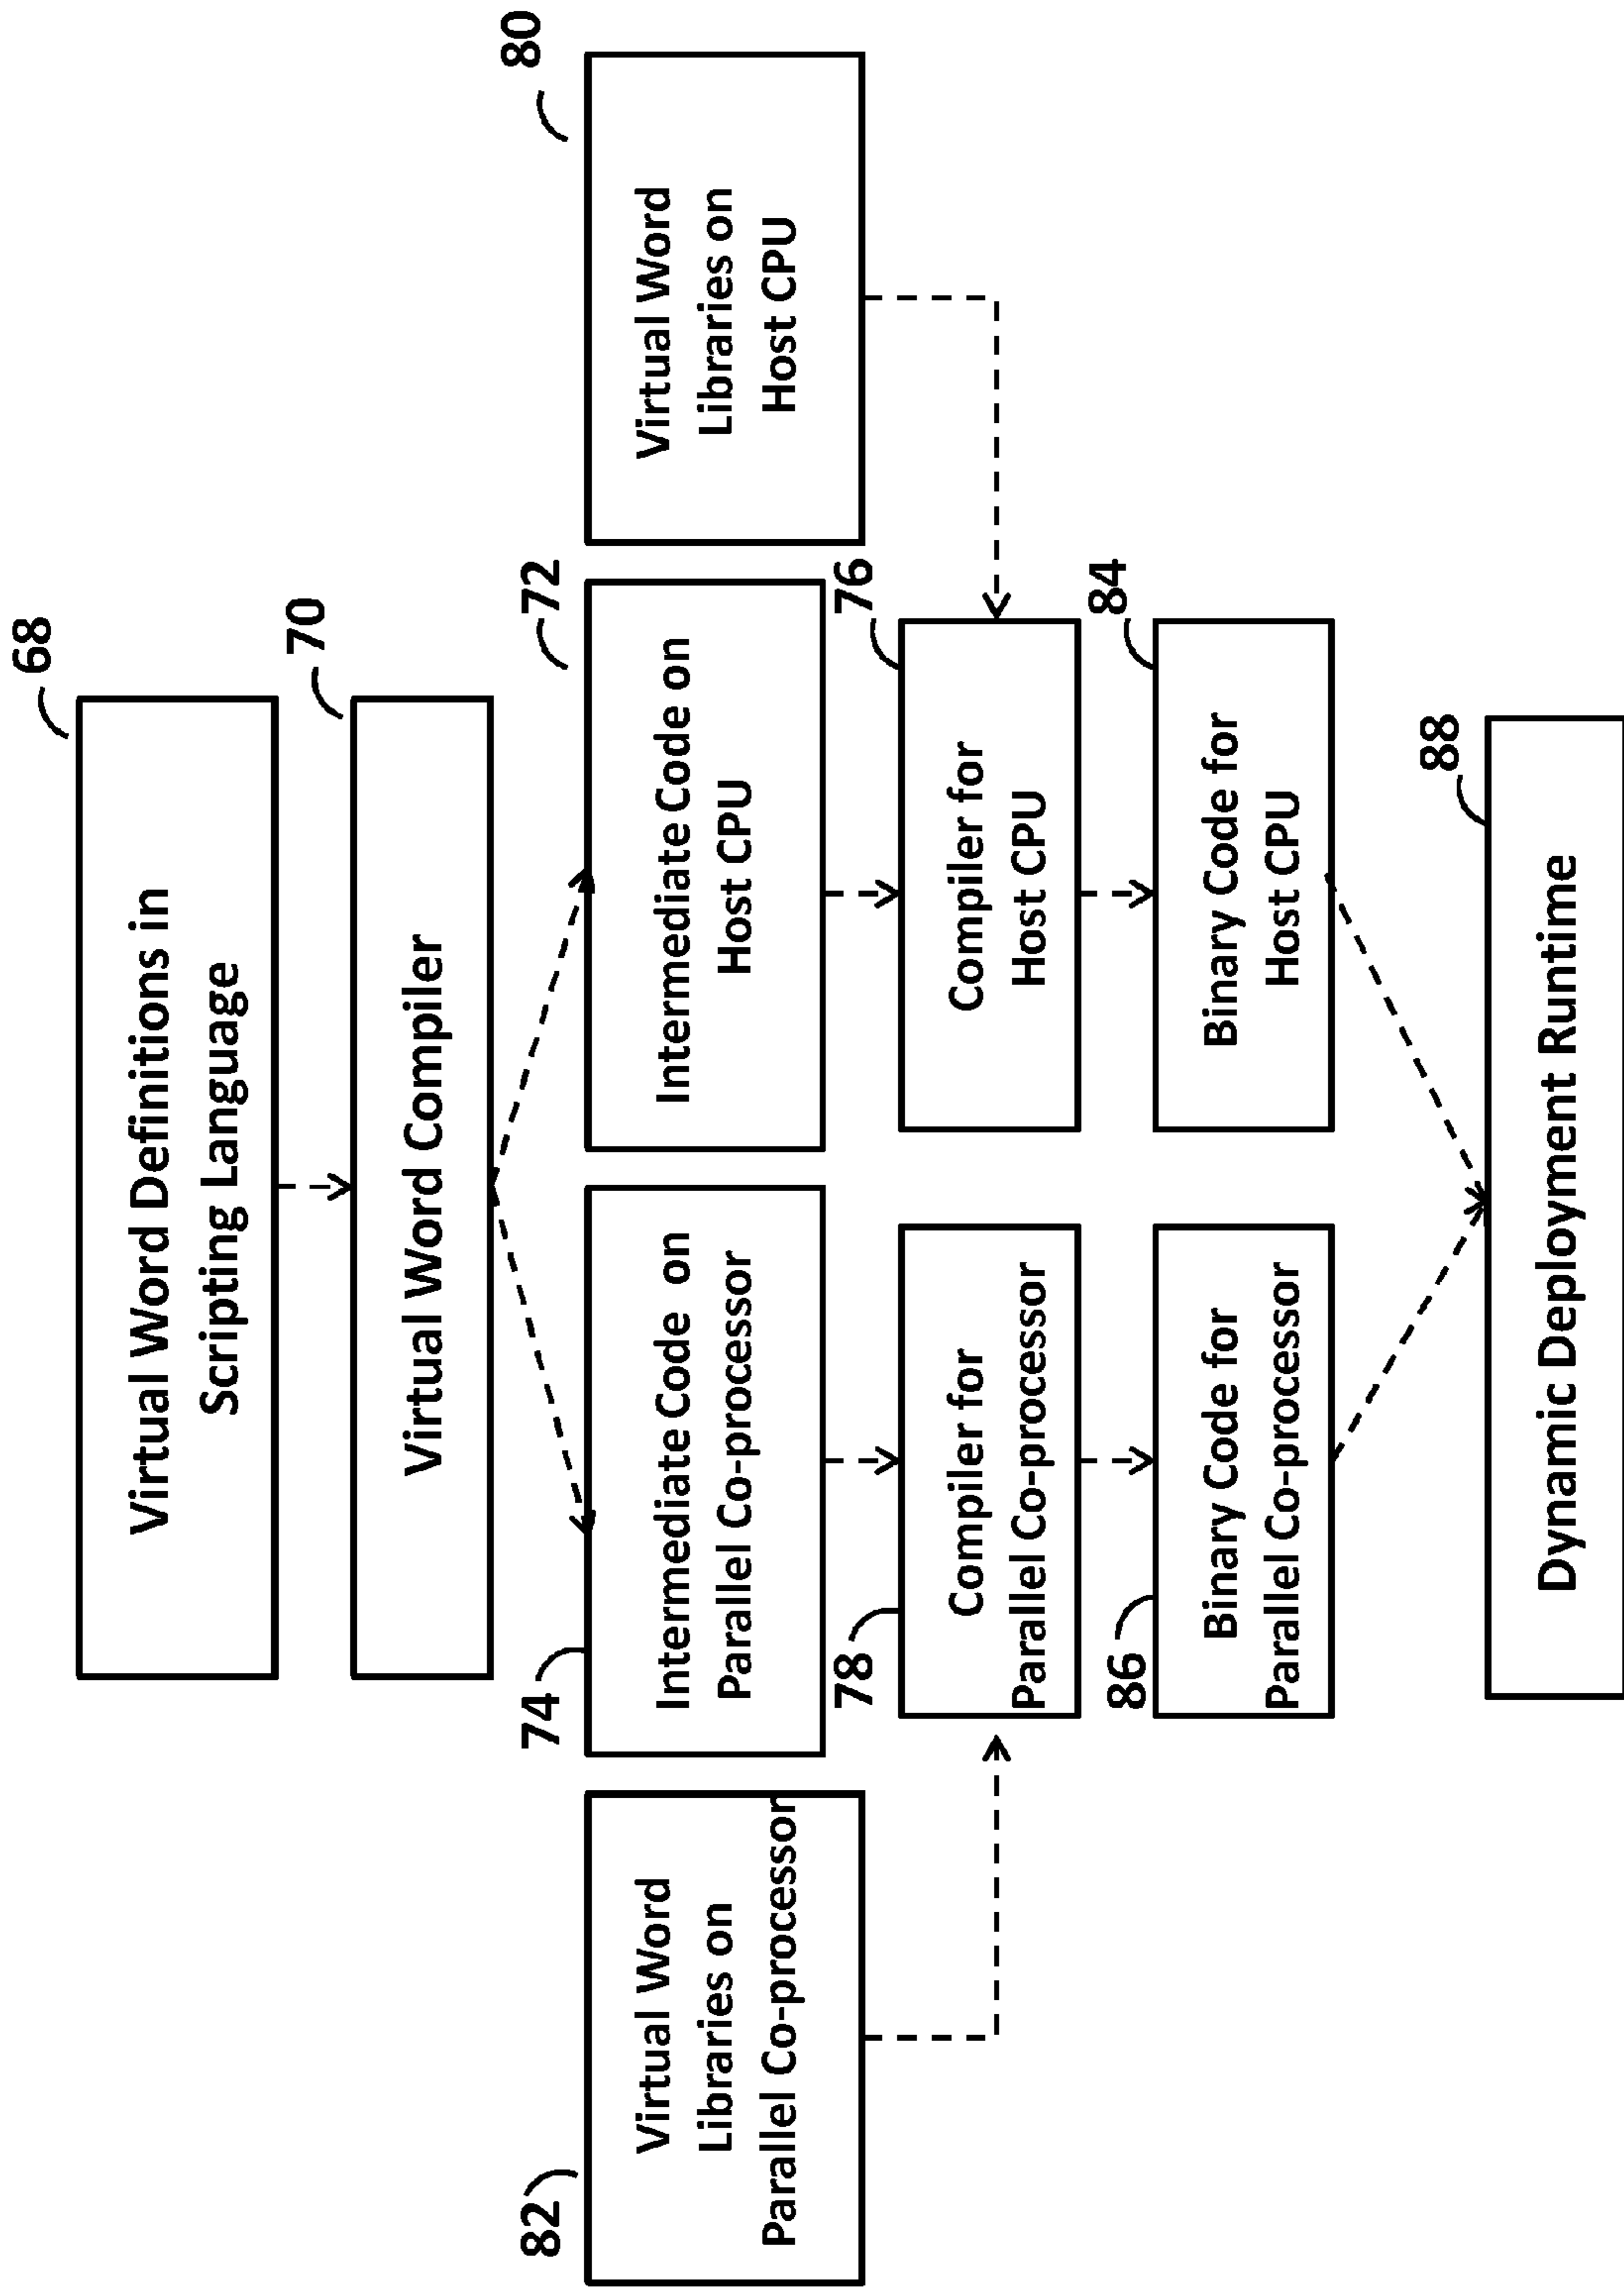 68
Virtual Word Definitions in
Scripting Language
70
Virtual Word Compiler
82
Virtual Word
Libraries on
Parallel Co-processor
74
Intermediate Code on
Parallel Co-processor
72
Intermediate Code on
Host CPU
80
Virtual Word
Libraries on
Host CPU
78
Compiler for
Parallel Co-processor
76
Compiler for
Host CPU
86
Binary Code for
Parallel Co-processor
84
Binary Code for
Host CPU
88
Dynamic Deployment Runtime